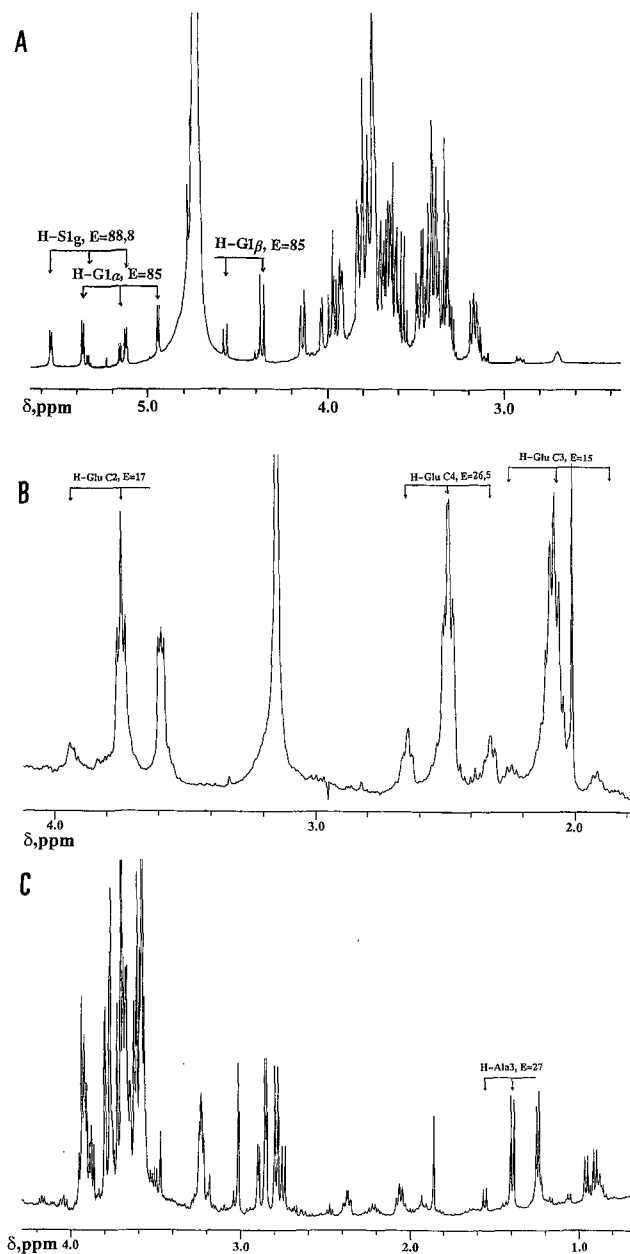 A
H-S1g, E=88,8
H-G1α, E=85
H-G1β, E=85
5.0 4.0 3.0
δ,ppm
B
H-Glu C2, E=17
H-Glu C4, E=26,5
H-Glu C3, E=15
4.0 3.0 2.0
δ,ppm
C
H-Ala3, E=27
4.0 3.0 2.0 1.0
δ,ppm